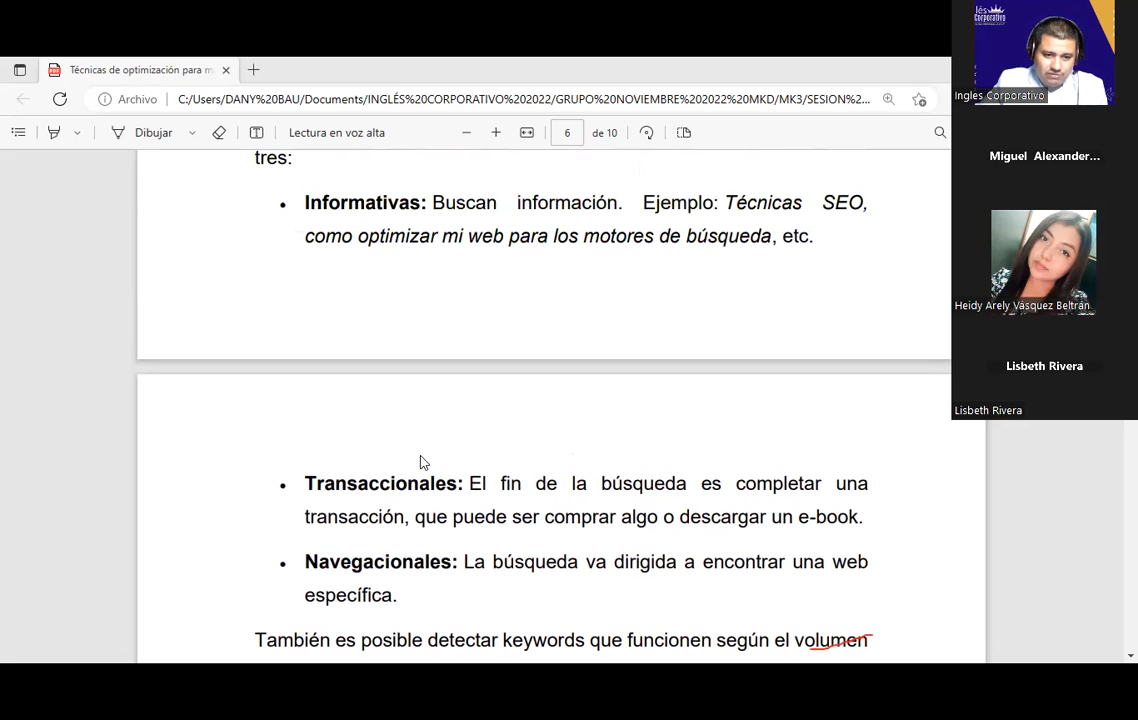 Técnicas de optimización para m
Archivo
C:/Users/DANY%20BAU/Documents/INGLÉS%20CORPORATIVO%202022/GRUPO%20NOVIEMBRE%202022%20MKD/MK3/SESION%2...
Dibujar
Lectura en voz alta
6
de 10
tres:
• Informativas: Buscan información. Ejemplo: Técnicas SEO,
como optimizar mi web para los motores de búsqueda, etc.
• Transaccionales: El fin de la búsqueda es completar una
transacción, que puede ser comprar algo o descargar un e-book.
• Navegacionales: La búsqueda va dirigida a encontrar una web
específica.
También es posible detectar keywords que funcionen según el volumen
lés
Corporativo
Ingles Corporativo
Miguel Alexander...
Heidy Arely Vásquez Beltrán
Lisbeth Rivera
Lisbeth Rivera